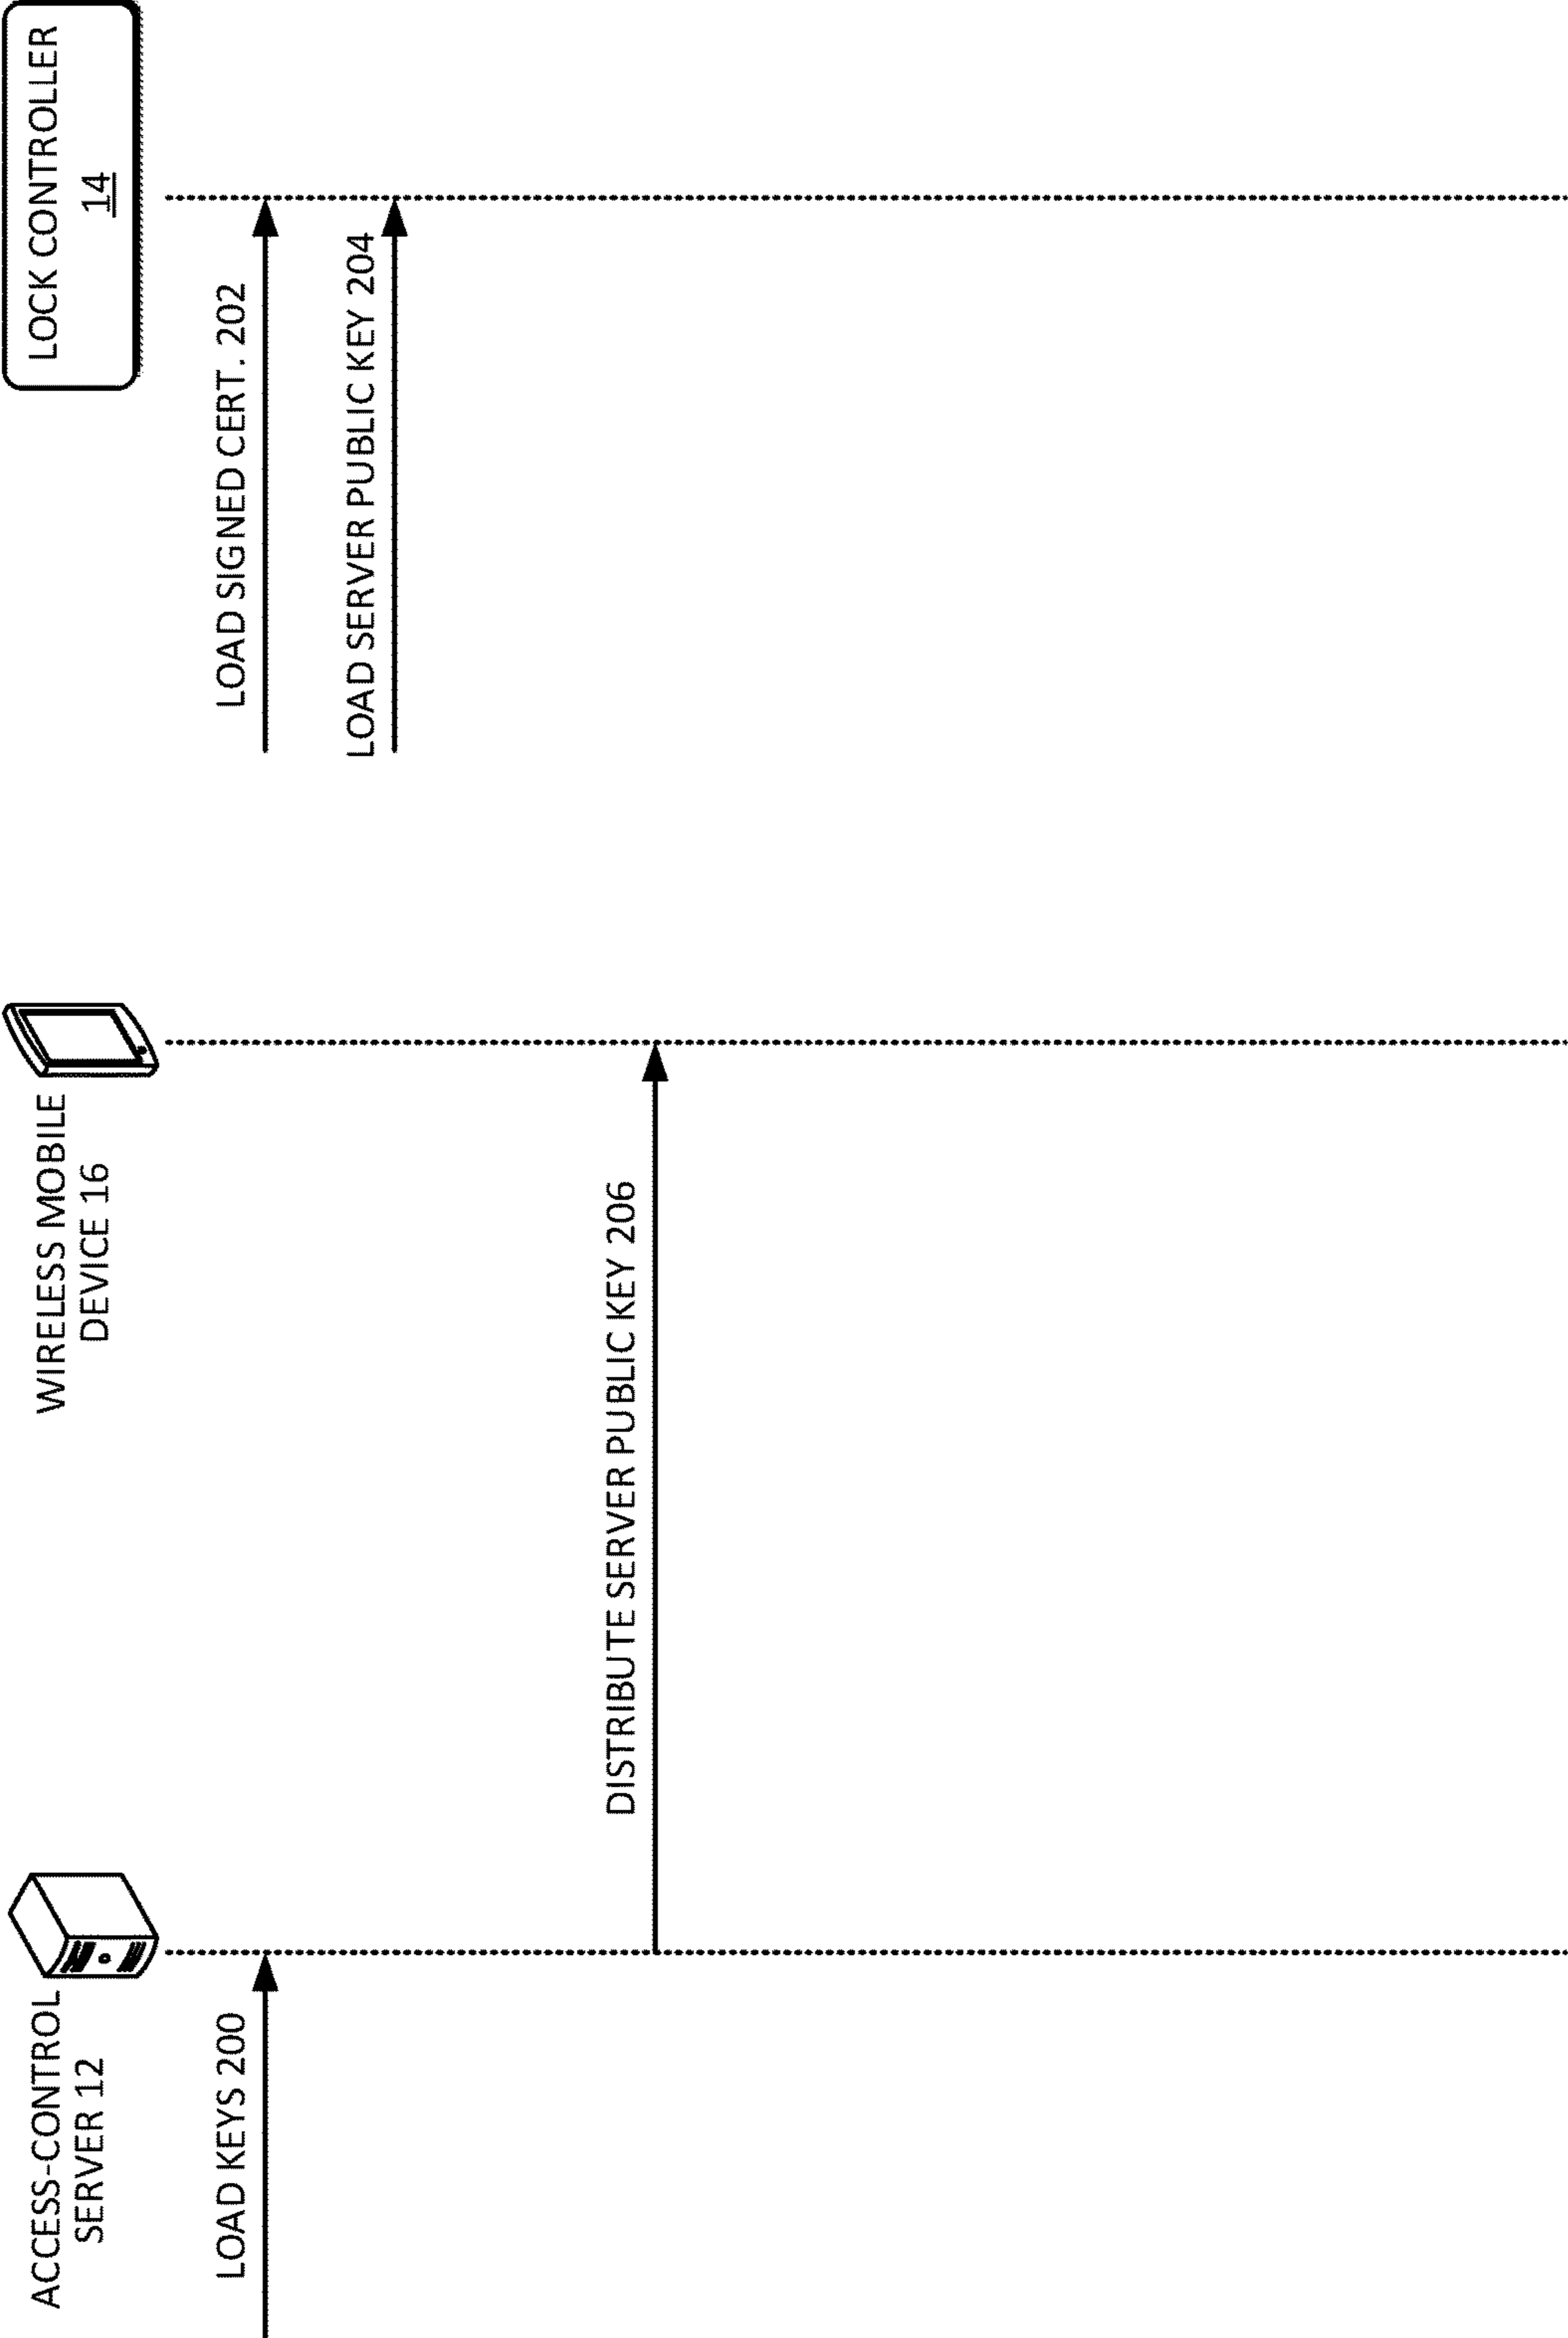 ACCESS-CONTROL
SERVER 12
WIRELESS MOBILE
DEVICE 16
LOCK CONTROLLER
14
LOAD KEYS 200
LOAD SIGNED CERT. 202
LOAD SERVER PUBLIC KEY 204
DISTRIBUTE SERVER PUBLIC KEY 206